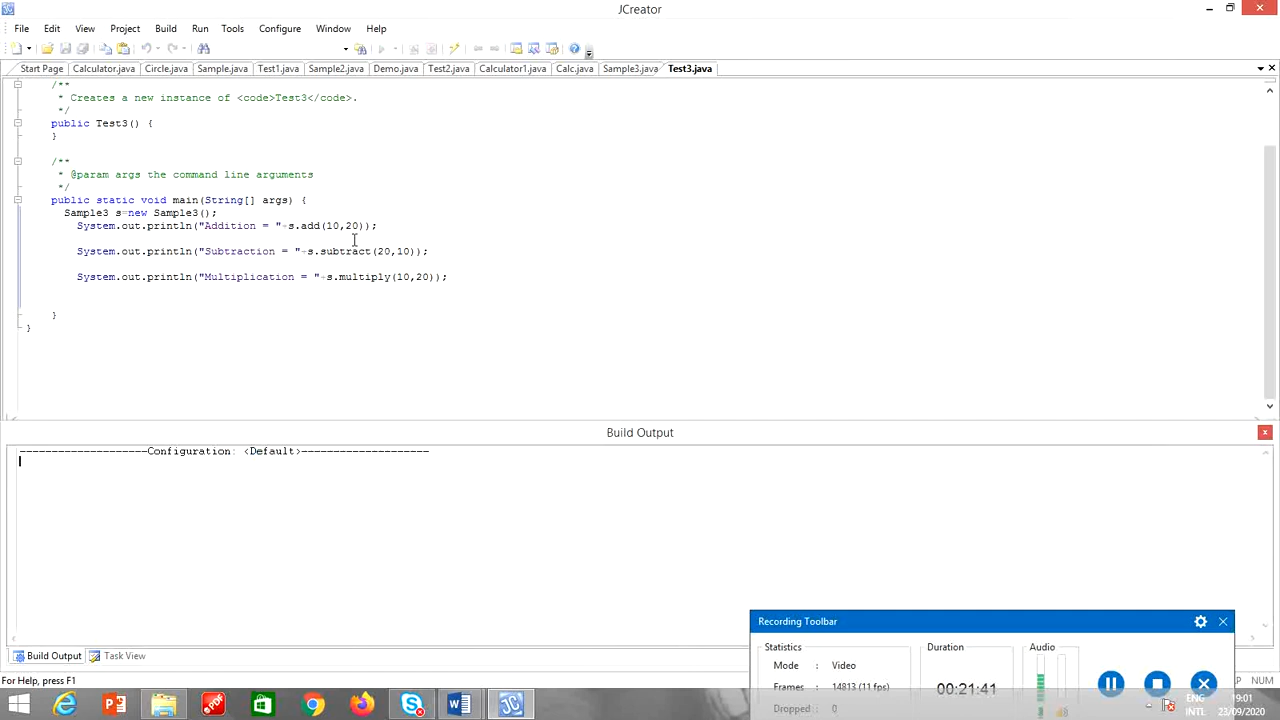 JCreator
File Edit View Project Build Run Tools Configure Window Help
Start Page Calculator.java Circle.java Sample.java Test1.java Sample2.java Demo.java Test2.java Calculator1.java Calc.java Sample3.java Test3.java
/**
* Creates a new instance of <code>Test3</code>.
*/
public Test3() {
}
/**
* @param args the command line arguments
*/
public static void main(String[] args) {
Sample3 s=new Sample3();
System.out.println("Addition = "+s.add(10,20));
System.out.println("Subtraction = "+s.subtract(20,10));
System.out.println("Multiplication = "+s.multiply(10,20));
}
}
Build Output
--------------------Configuration: <Default>--------------------
Recording Toolbar
Statistics Duration Audio
Mode : Video
Frames : 14813 (11 fps)
00:21:41
Dropped : 0
Build Output Task View
For Help, press F1
NUM
ENG 19:01
INTL 23/09/2020